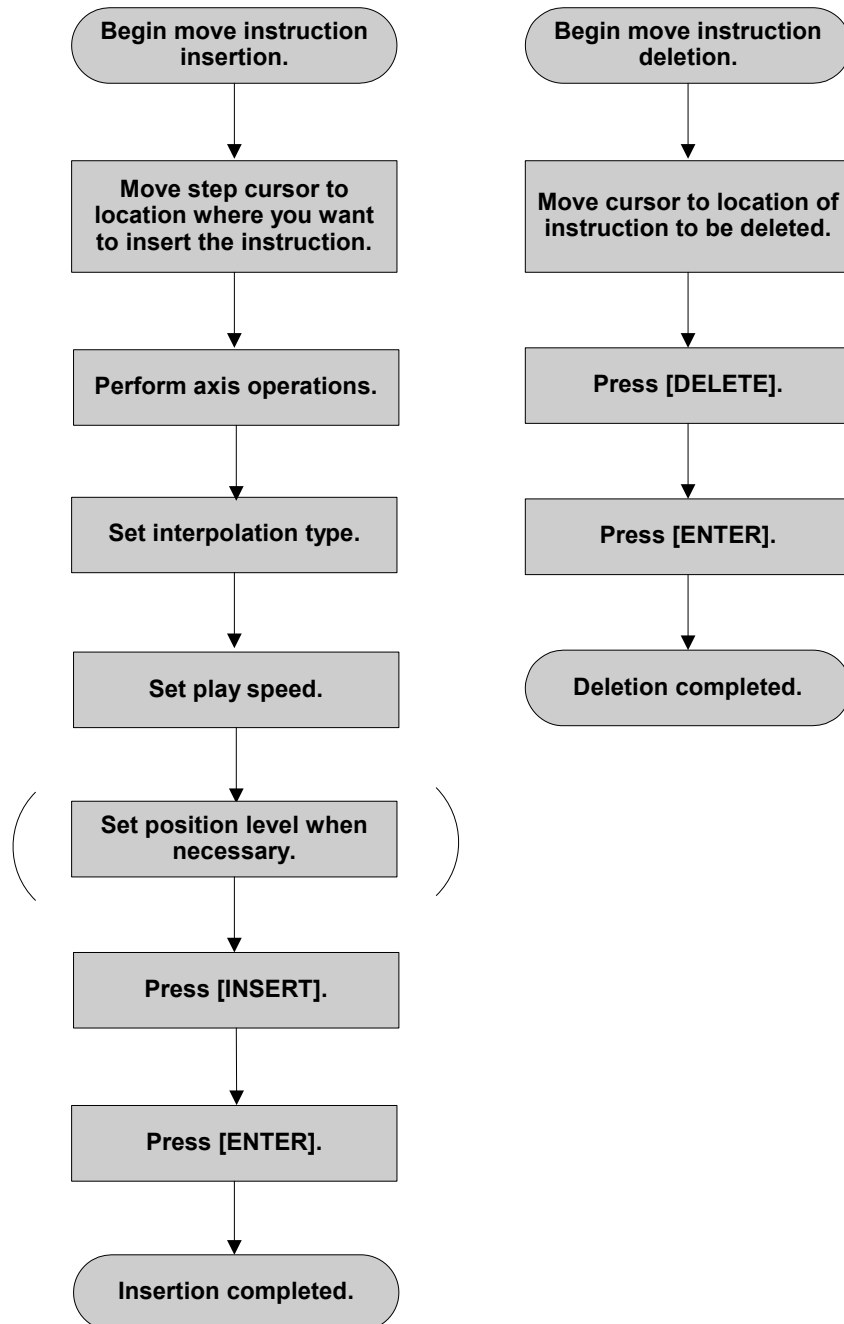 Begin move instruction
insertion.
Move step cursor to
location where you want
to insert the instruction.
Perform axis operations.
Set interpolation type.
Set play speed.
Set position level when
necessary.
Press [INSERT].
Press [ENTER].
Insertion completed.
Begin move instruction
deletion.
Move cursor to location of
instruction to be deleted.
Press [DELETE].
Press [ENTER].
Deletion completed.